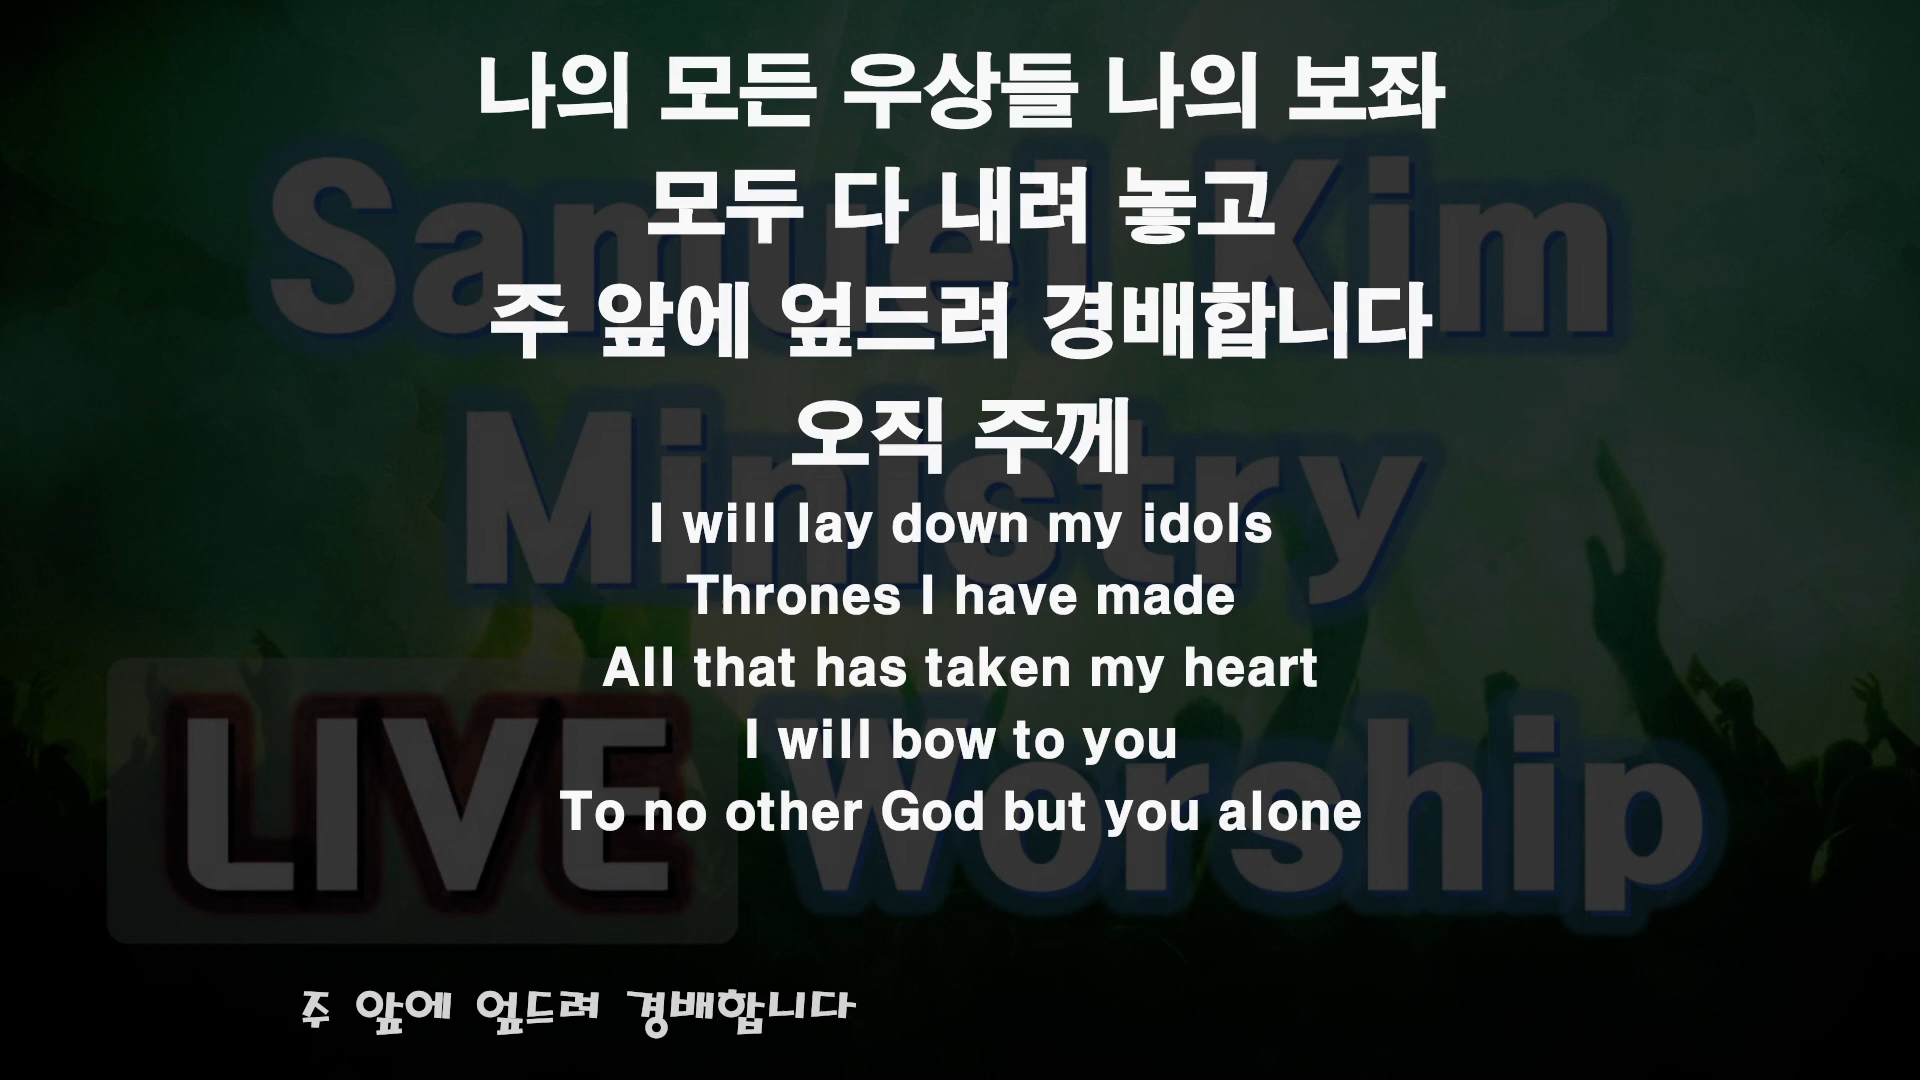 나의 모든 우상들 나의 보좌
모두 다 내려 놓고
주 앞에 엎드려 경배합니다
오직 주께
I will lay down my idols
Thrones I have made
All that has taken my heart
I will bow to you
To no other God but you alone
Samuel Kim
Ministry
LIVE Worship
주 앞에 엎드려 경배합니다